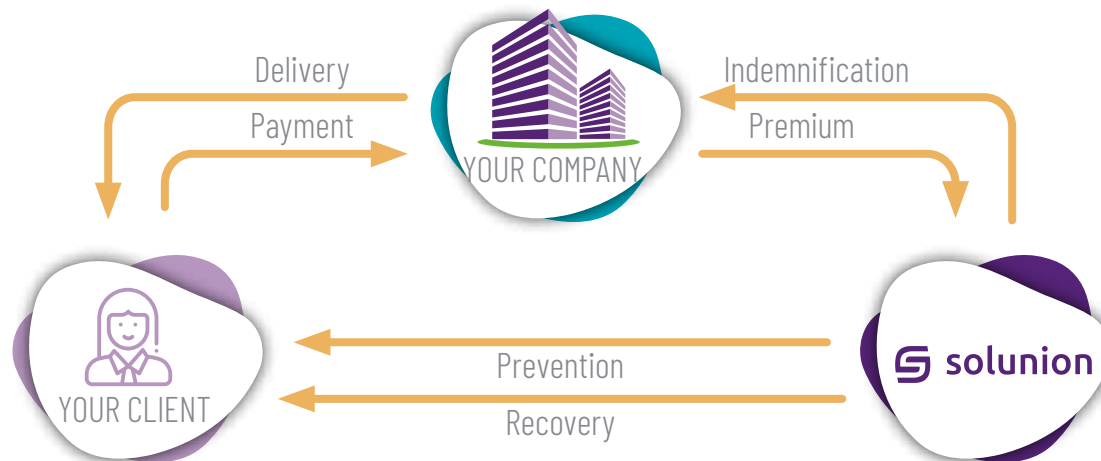 Delivery
Indemnification
Payment
Premium
YOUR COMPANY
Prevention
solunion
YOUR CLIENT
Recovery